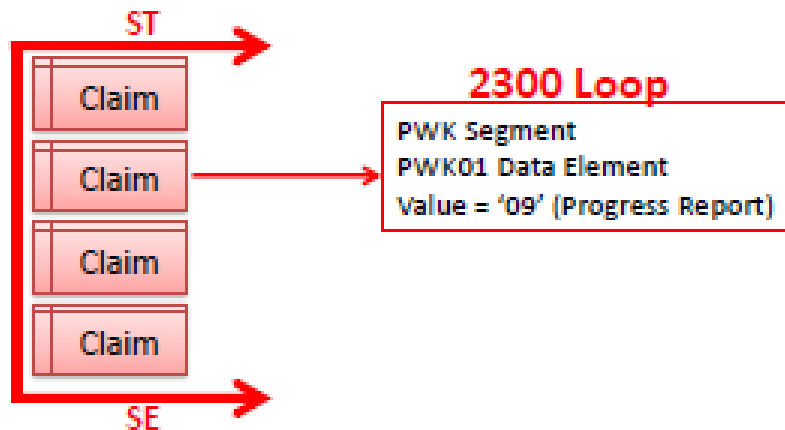 ST
Claim
2300 Loop
PWK Segment
PWK01 Data Element
Value = ‘09’ (Progress Report)
Claim
Claim
Claim
SE